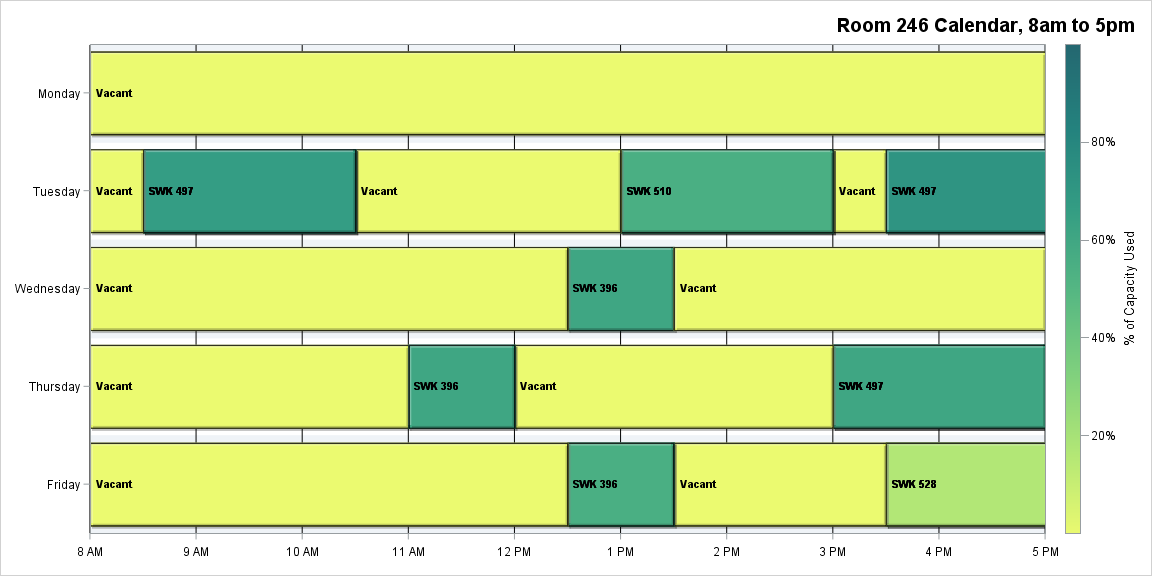 Room 246 Calendar, 8am to 5pm
Monday
Vacant
Tuesday
Vacant
SWK 497
Vacant
SWK 510
Vacant
SWK 497
Wednesday
Vacant
SWK 396
Vacant
Thursday
Vacant
SWK 396
Vacant
SWK 497
Friday
Vacant
SWK 396
Vacant
SWK 528
8 AM
9 AM
10 AM
11 AM
12 PM
1 PM
2 PM
3 PM
4 PM
5 PM
80%
60%
40%
20%
% of Capacity Used